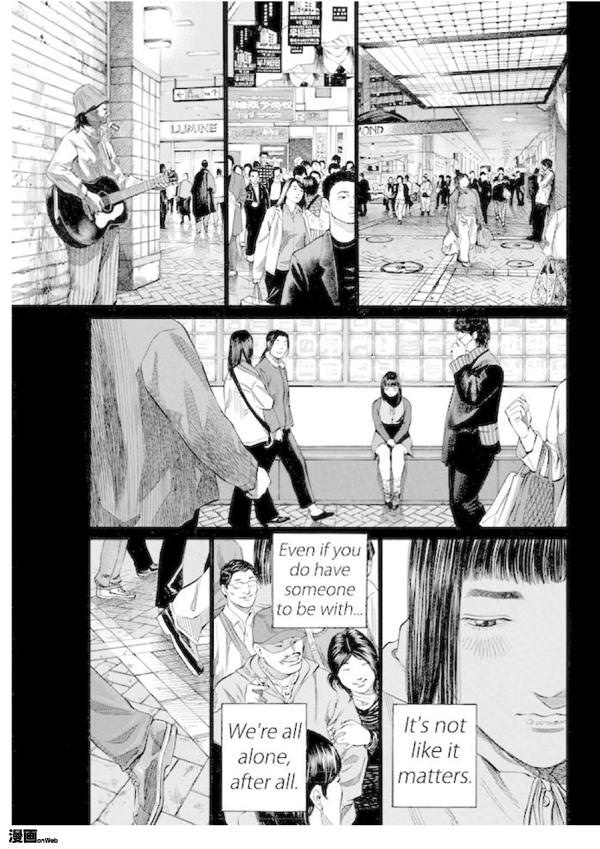 LUMINE
OND
Even if you
do have
someone
to be with...
We're all
alone,
after all.
It's not
like it
matters.
漫画onWeb